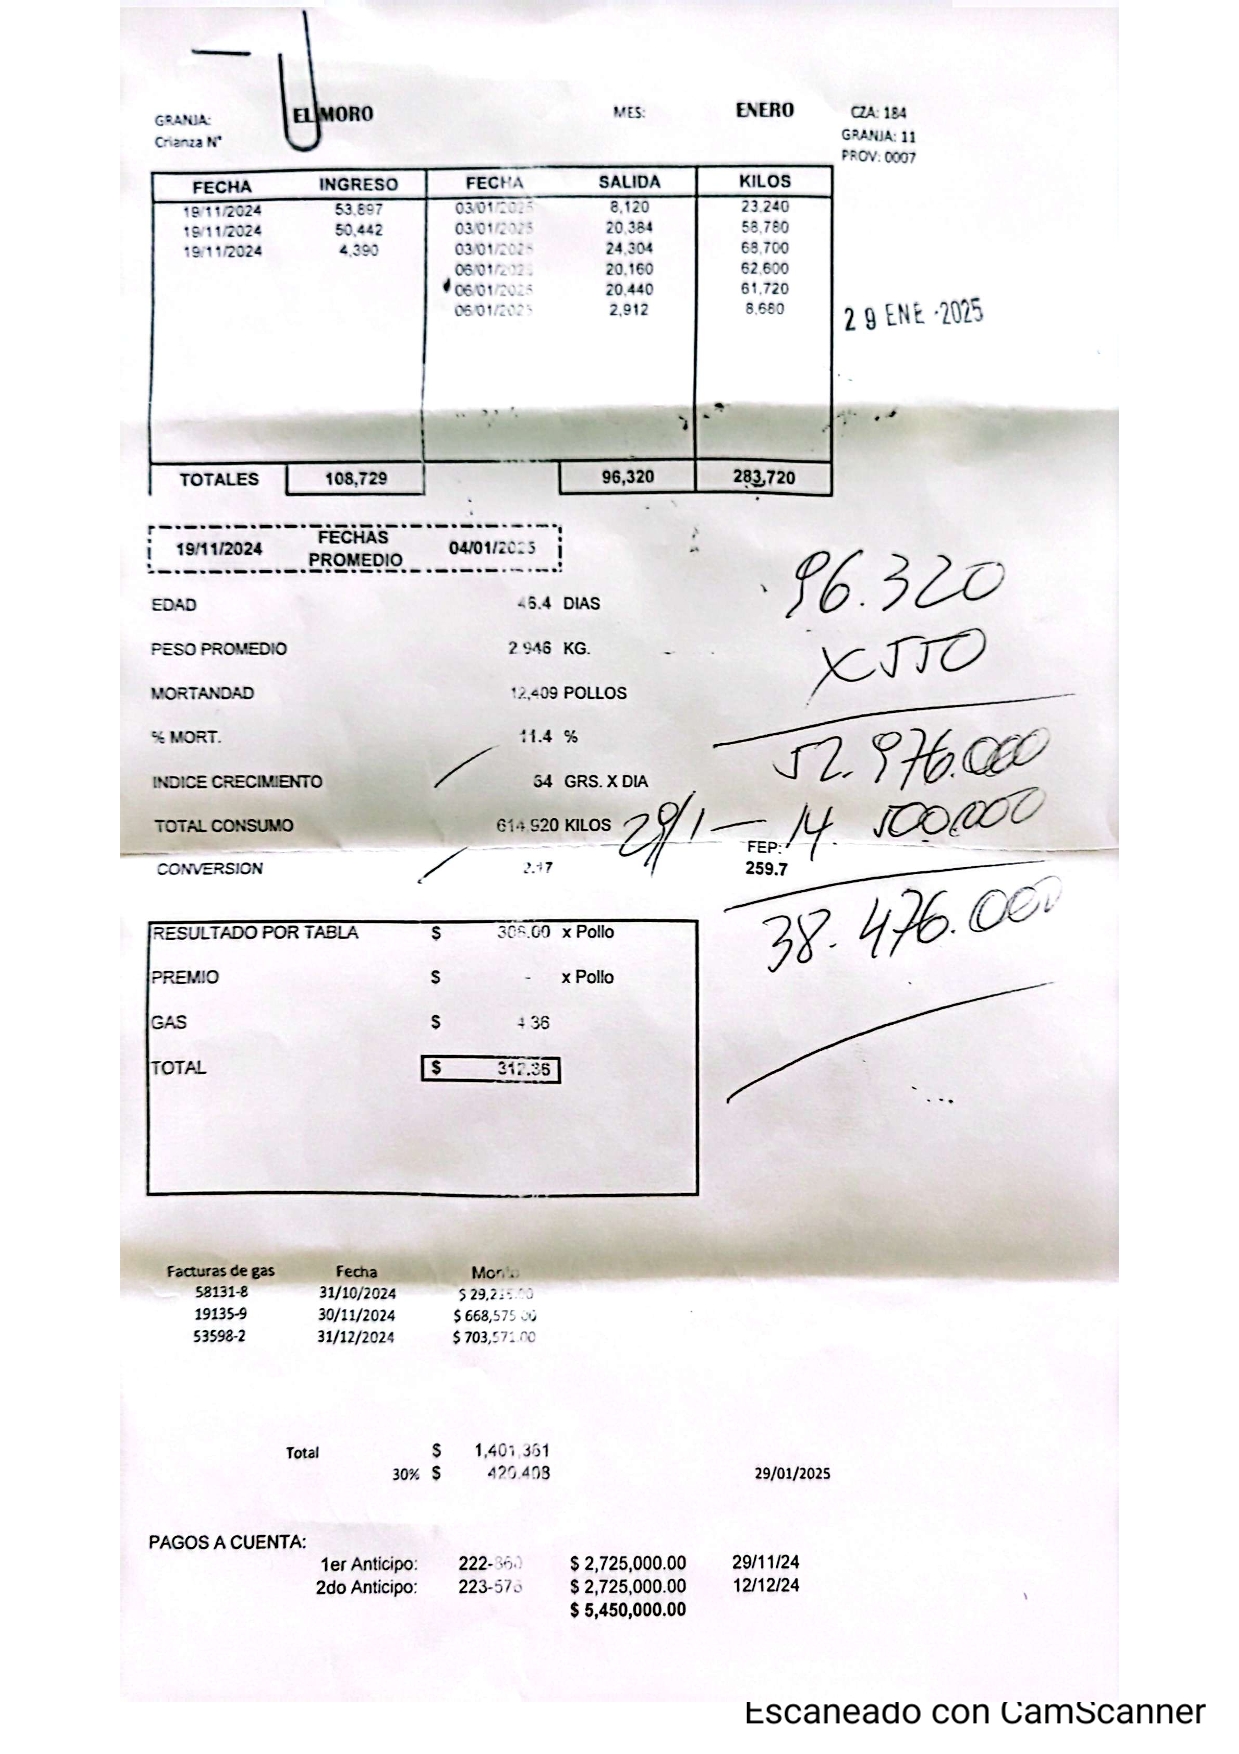 GRANJA: EL MORO MES: ENERO CZA: 184
Crianza N° GRANJA: 11
PROV: 0007
FECHA INGRESO FECHA SALIDA KILOS
19/11/2024 53,897 03/01/2025 8,120 23,240
19/11/2024 50,442 03/01/2025 20,384 58,780
19/11/2024 4,390 03/01/2025 24,304 68,700
06/01/2025 20,160 62,600
06/01/2025 20,440 61,720
06/01/2025 2,912 8,680
29 ENE ·2025
TOTALES 108,729 96,320 283,720
19/11/2024 FECHAS PROMEDIO 04/01/2025
96.320
EDAD 46.4 DIAS
x 550
PESO PROMEDIO 2.946 KG.
MORTANDAD 12,409 POLLOS
% MORT. 11.4 %
52.976.000
INDICE CRECIMIENTO 64 GRS. X DIA
TOTAL CONSUMO 614,920 KILOS
29/1 — 14.500.000
FEP:
CONVERSION 2.17 259.7
38.476.000
RESULTADO POR TABLA $ 308.00 x Pollo
PREMIO $ - x Pollo
GAS $ 4.36
TOTAL $ 312.36
Facturas de gas Fecha Monto
58131-8 31/10/2024
19135-9 30/11/2024 $ 668,575.00
53598-2 31/12/2024 $ 703,571.00
Total $ 1,401,361
30% $ 420,408 29/01/2025
PAGOS A CUENTA:
1er Anticipo: $ 2,725,000.00 29/11/24
2do Anticipo: $ 2,725,000.00 12/12/24
$ 5,450,000.00
Escaneado con CamScanner